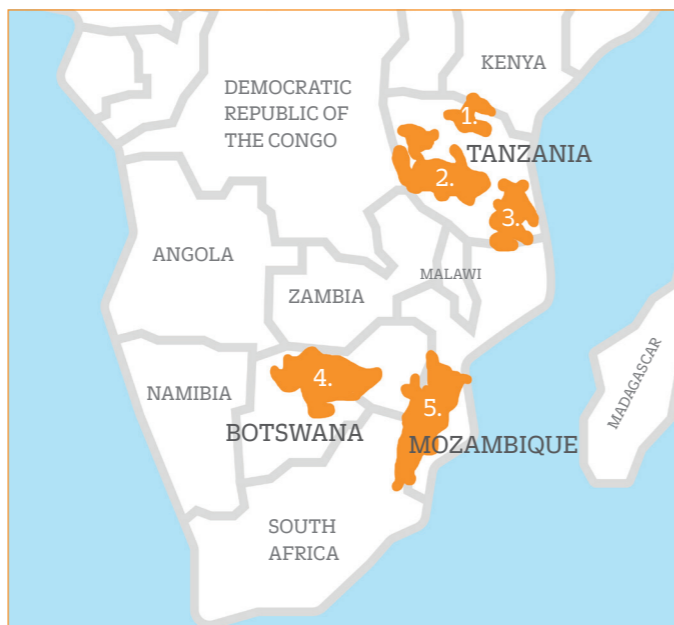 KENYA
DEMOCRATIC
REPUBLIC OF
THE CONGO
1.
TANZANIA
2.
3.
ANGOLA
MALAWI
ZAMBIA
NAMIBIA
4.
5.
MADAGASCAR
BOTSWANA
MOZAMBIQUE
SOUTH
AFRICA